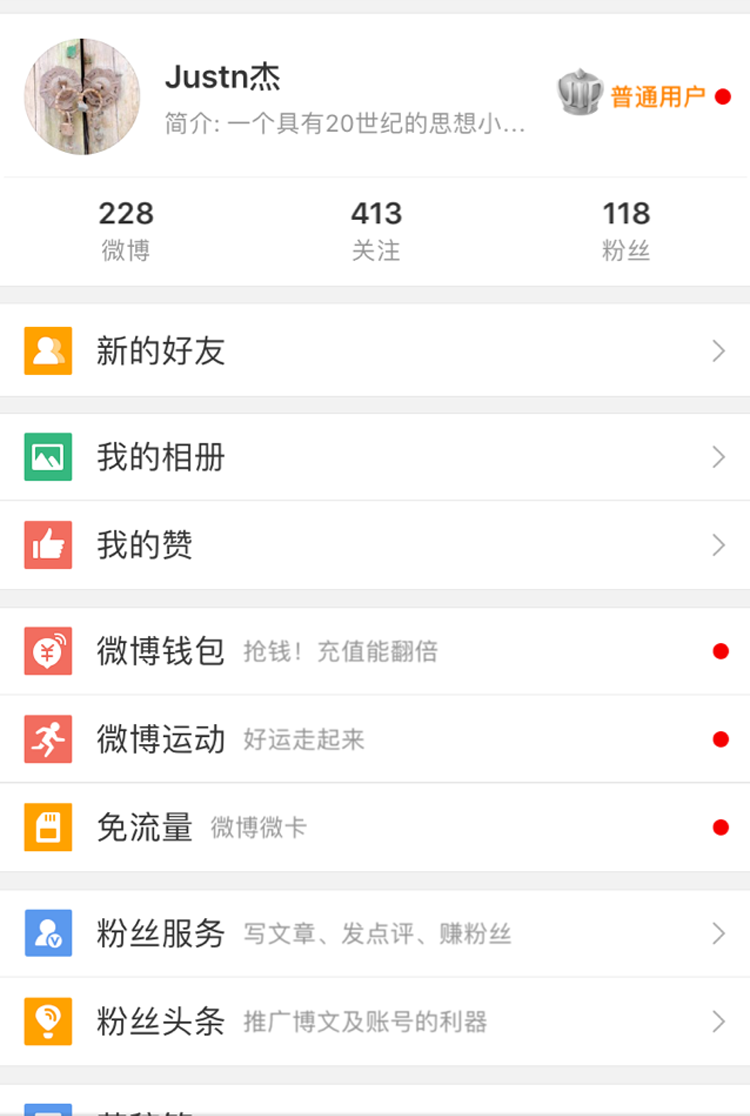 Justn杰
普通用户
简介: 一个具有20世纪的思想小...
228
413
118
微博
关注
粉丝
新的好友
我的相册
我的赞
微博钱包 抢钱！充值能翻倍
微博运动 好运走起来
免流量 微博微卡
粉丝服务 写文章、发点评、赚粉丝
粉丝头条 推广博文及账号的利器